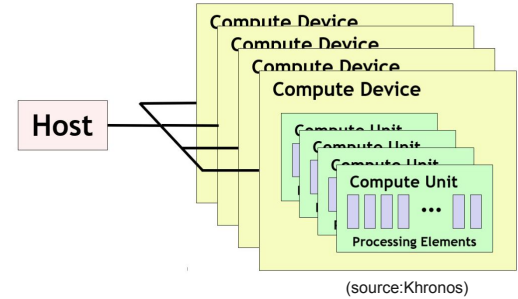 Compute Device
Compute Device
Compute Device
Compute Device
Host
Compute Unit
Compute Unit
Compute Unit
Compute Unit
•••
Processing Elements
(source:Khronos)